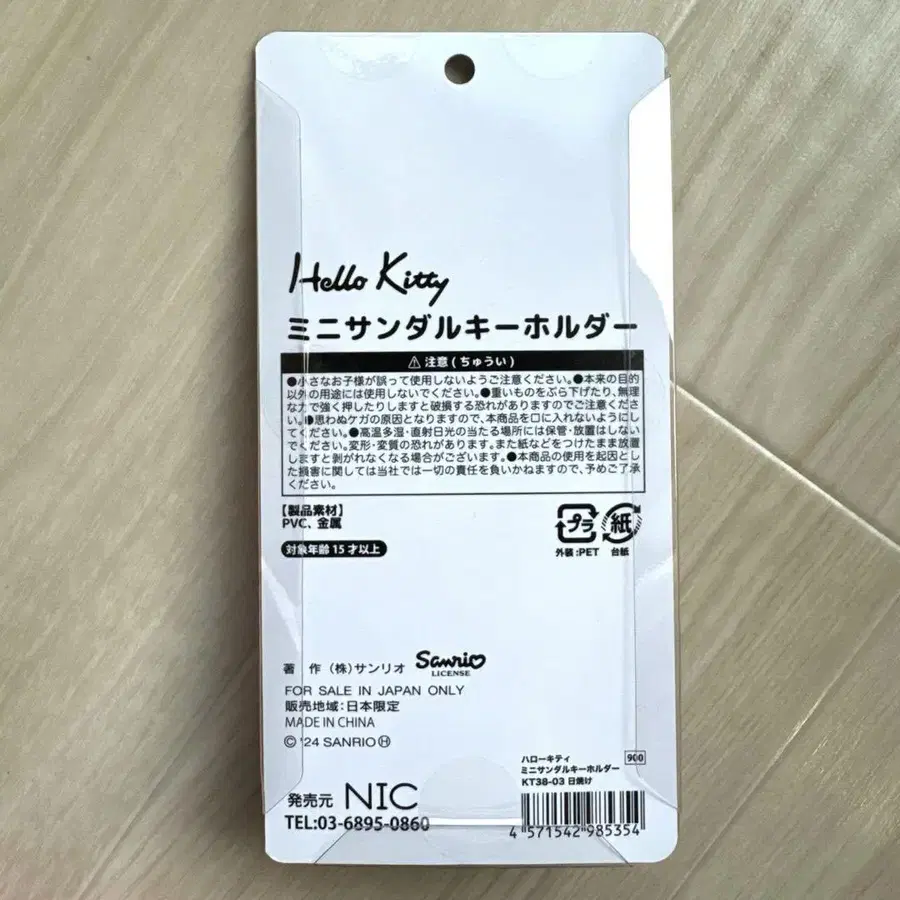 Hello Kitty
ミニサンダルキーホルダー
⚠注意(ちゅうい)
●小さなお子様が誤って使用しないようご注意ください。●本来の目的
以外の用途には使用しないでください。●重いものをぶら下げたり、無理
な力で強く押したりしますと破損する恐れがありますのでご注意くださ
い。●思わぬケガの原因となりますので、本商品を口に入れないようにし
てください。●高温多湿・直射日光の当たる場所には保管・放置はしない
でください。変形・変質の恐れがあります。また紙などをつけたまま放置
しますと剥がれなくなる場合がございます。●本商品の使用を起因とし
た損害に関しては当社では一切の責任を負いかねますので、予めご了承
ください。
【製品素材】
PVC、金属
プラ
紙
外装:PET
台紙
対象年齢15才以上
著 作 (株)サンリオ
Sanrio
LICENSE
FOR SALE IN JAPAN ONLY
販売地域:日本限定
MADE IN CHINA
© '24 SANRIO Ⓗ
ハローキティ
900
ミニサンダルキーホルダー
KT38-03 日焼け
発売元 NIC
TEL:03-6895-0860
4 571542 985354